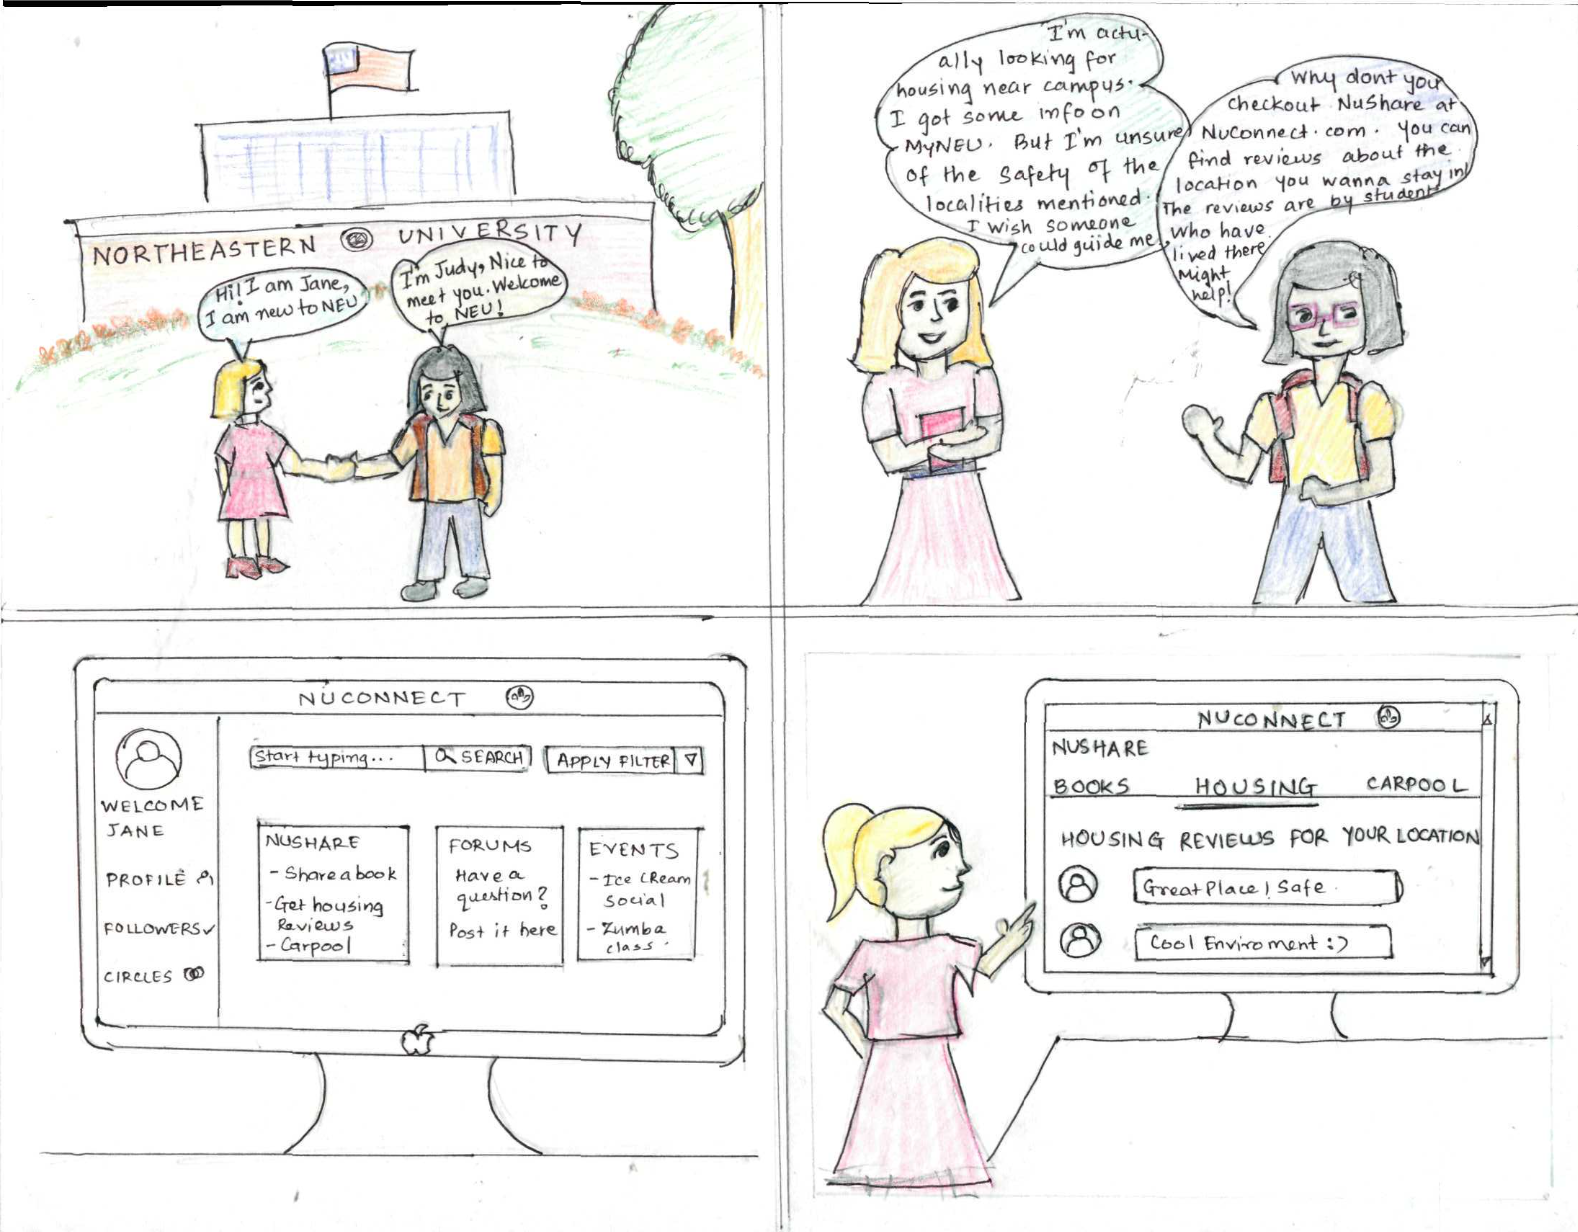 NORTHEASTERN UNIVERSITY
Hi! I am Jane,
I am new to NEU
I'm Judy, Nice to
meet you. Welcome
to NEU!
I'm actu-
ally looking for
housing near campus.
I got some info on
MyNEU. But I'm unsure
of the Safety of the
localities mentioned.
I wish someone
could guide me.
Why dont you
checkout NuShare at
NuConnect.com. You can
find reviews about the
location you wanna stay in!
The reviews are by student
who have
lived there
Might
help!
NUCONNECT
WELCOME
JANE
PROFILE
FOLLOWERS
CIRCLES
Start typing...
SEARCH
APPLY FILTER
NUSHARE
- Share a book
- Get housing
Reviews
- Carpool
FORUMS
Have a
question?
Post it here
EVENTS
- Ice CReam
Social
- Zumba
class.
NUCONNECT
NUSHARE
BOOKS HOUSING CARPOOL
HOUSING REVIEWS FOR YOUR LOCATION
Great Place! Safe.
Cool Enviroment :)